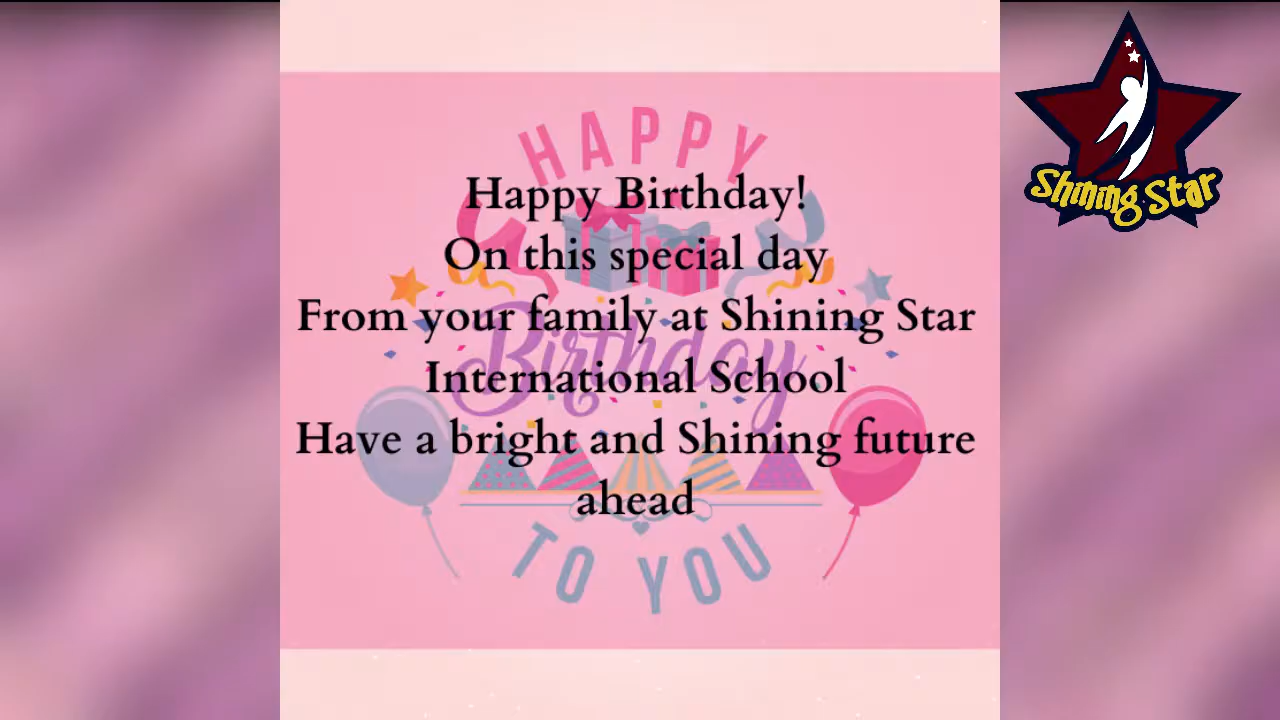 HAPPY
Happy Birthday!
On this special day
From your family at Shining Star
International School
Birthday
Have a bright and Shining future
ahead
TO YOU
Shining Star